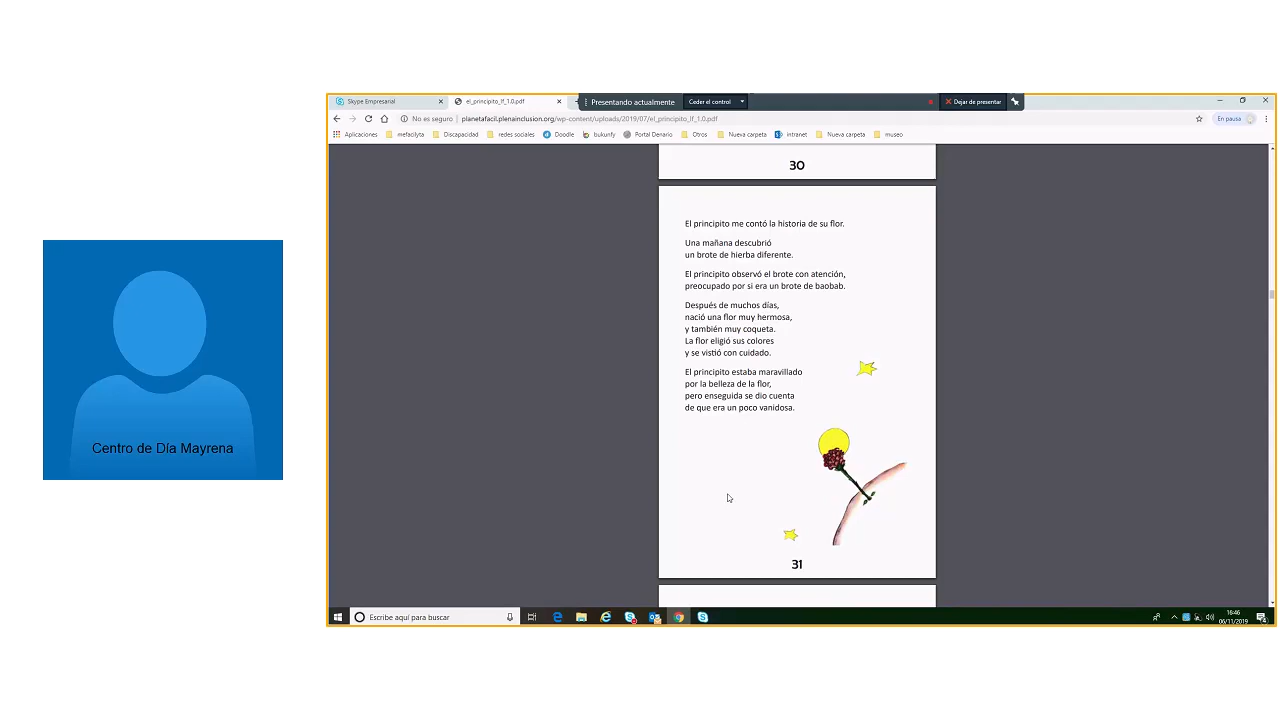 Skype Empresarial
el_principito_lf_1.0.pdf
Presentando actualmente
Ceder el control
Dejar de presentar
No es seguro
planetafacil.plenainclusion.org/wp-content/uploads/2019/07/el_principito_lf_1.0.pdf
En pausa
Aplicaciones
mefacilyta
Discapacidad
redes sociales
Doodle
bukunfy
Portal Denario
Otros
Nueva carpeta
intranet
Nueva carpeta
museo
30
El principito me contó la historia de su flor.
Una mañana descubrió
un brote de hierba diferente.
El principito observó el brote con atención,
preocupado por si era un brote de baobab.
Después de muchos días,
nació una flor muy hermosa,
y también muy coqueta.
La flor eligió sus colores
y se vistió con cuidado.
El principito estaba maravillado
por la belleza de la flor,
pero enseguida se dio cuenta
de que era un poco vanidosa.
31
Centro de Día Mayrena
Escribe aquí para buscar
18:46
06/11/2019